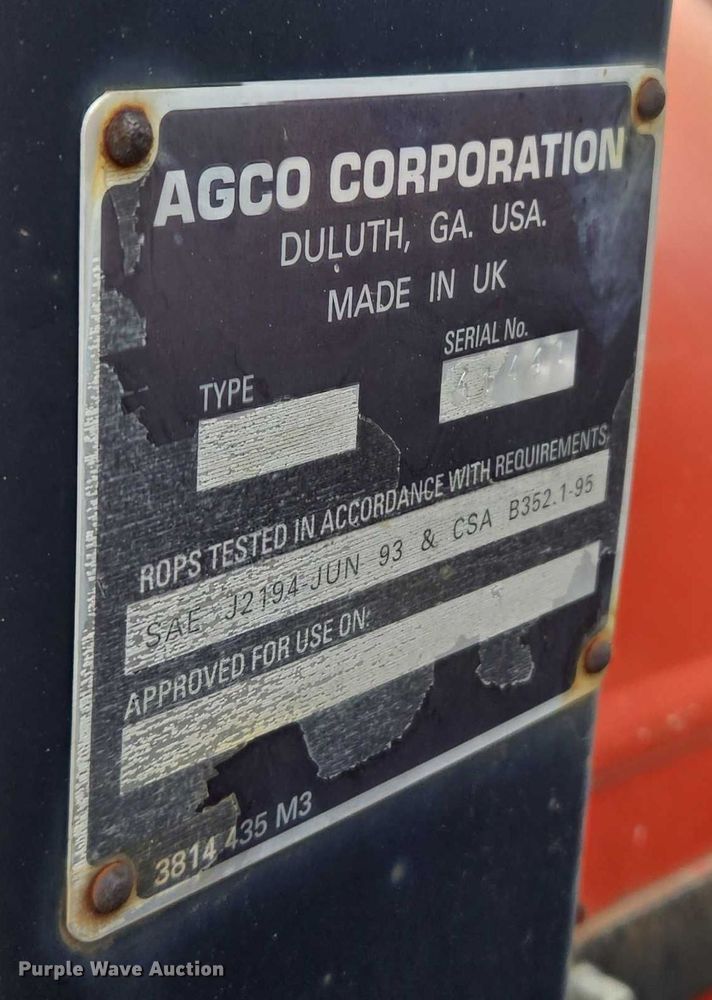 AGCO CORPORATION
DULUTH, GA. USA.
MADE IN UK
SERIAL No.
TYPE
ROPS TESTED IN ACCORDANCE WITH REQUIREMENTS
SAE J2194-JUN 93 & CSA B352.1-95
APPROVED FOR USE ON:
3814 435 M3
Purple Wave Auction